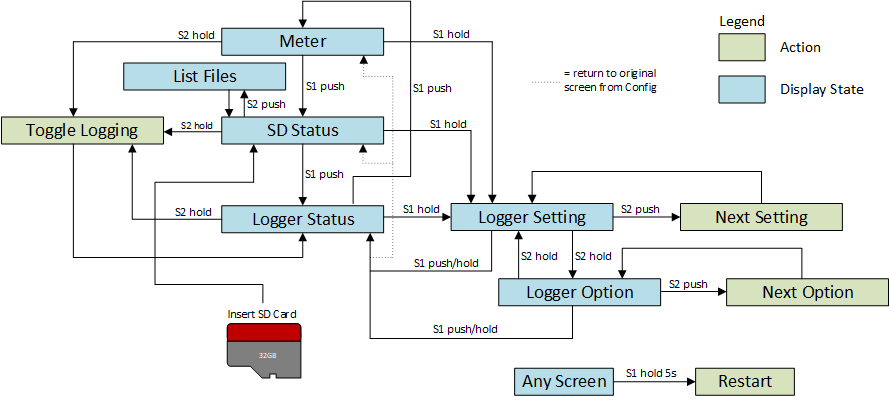 Legend
S2 hold
Meter
S1 hold
Action
List Files
S1 push
S1 push
= return to original
screen from Config
Display State
S2 push
Toggle Logging
S2 hold
SD Status
S1 hold
S1 push
S2 hold
Logger Status
S1 hold
Logger Setting
S2 push
Next Setting
S1 push/hold
S2 hold
S2 hold
Logger Option
S2 push
Next Option
Insert SD Card
S1 push/hold
32GB
Any Screen
S1 hold 5s
Restart